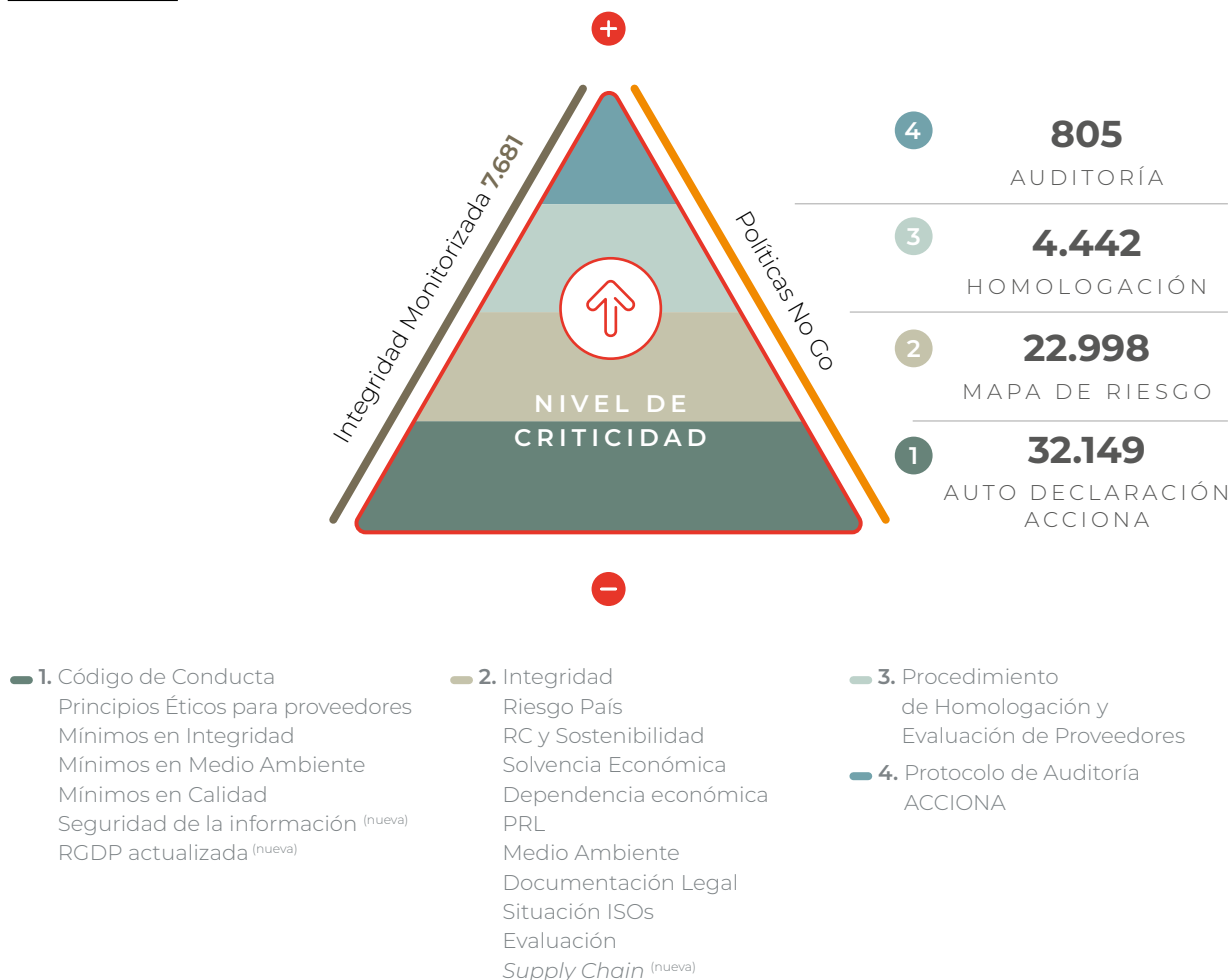 Integridad Monitorizada 7.681
Políticas No Go
NIVEL DE
CRITICIDAD
4
805
AUDITORÍA
3
4.442
HOMOLOGACIÓN
2
22.998
MAPA DE RIESGO
1
32.149
AUTO DECLARACIÓN
ACCIONA
1. Código de Conducta
Principios Éticos para proveedores
Mínimos en Integridad
Mínimos en Medio Ambiente
Mínimos en Calidad
Seguridad de la información (nueva)
RGDP actualizada (nueva)
2. Integridad
Riesgo País
RC y Sostenibilidad
Solvencia Económica
Dependencia económica
PRL
Medio Ambiente
Documentación Legal
Situación ISOs
Evaluación
Supply Chain (nueva)
3. Procedimiento
de Homologación y
Evaluación de Proveedores
4. Protocolo de Auditoría
ACCIONA